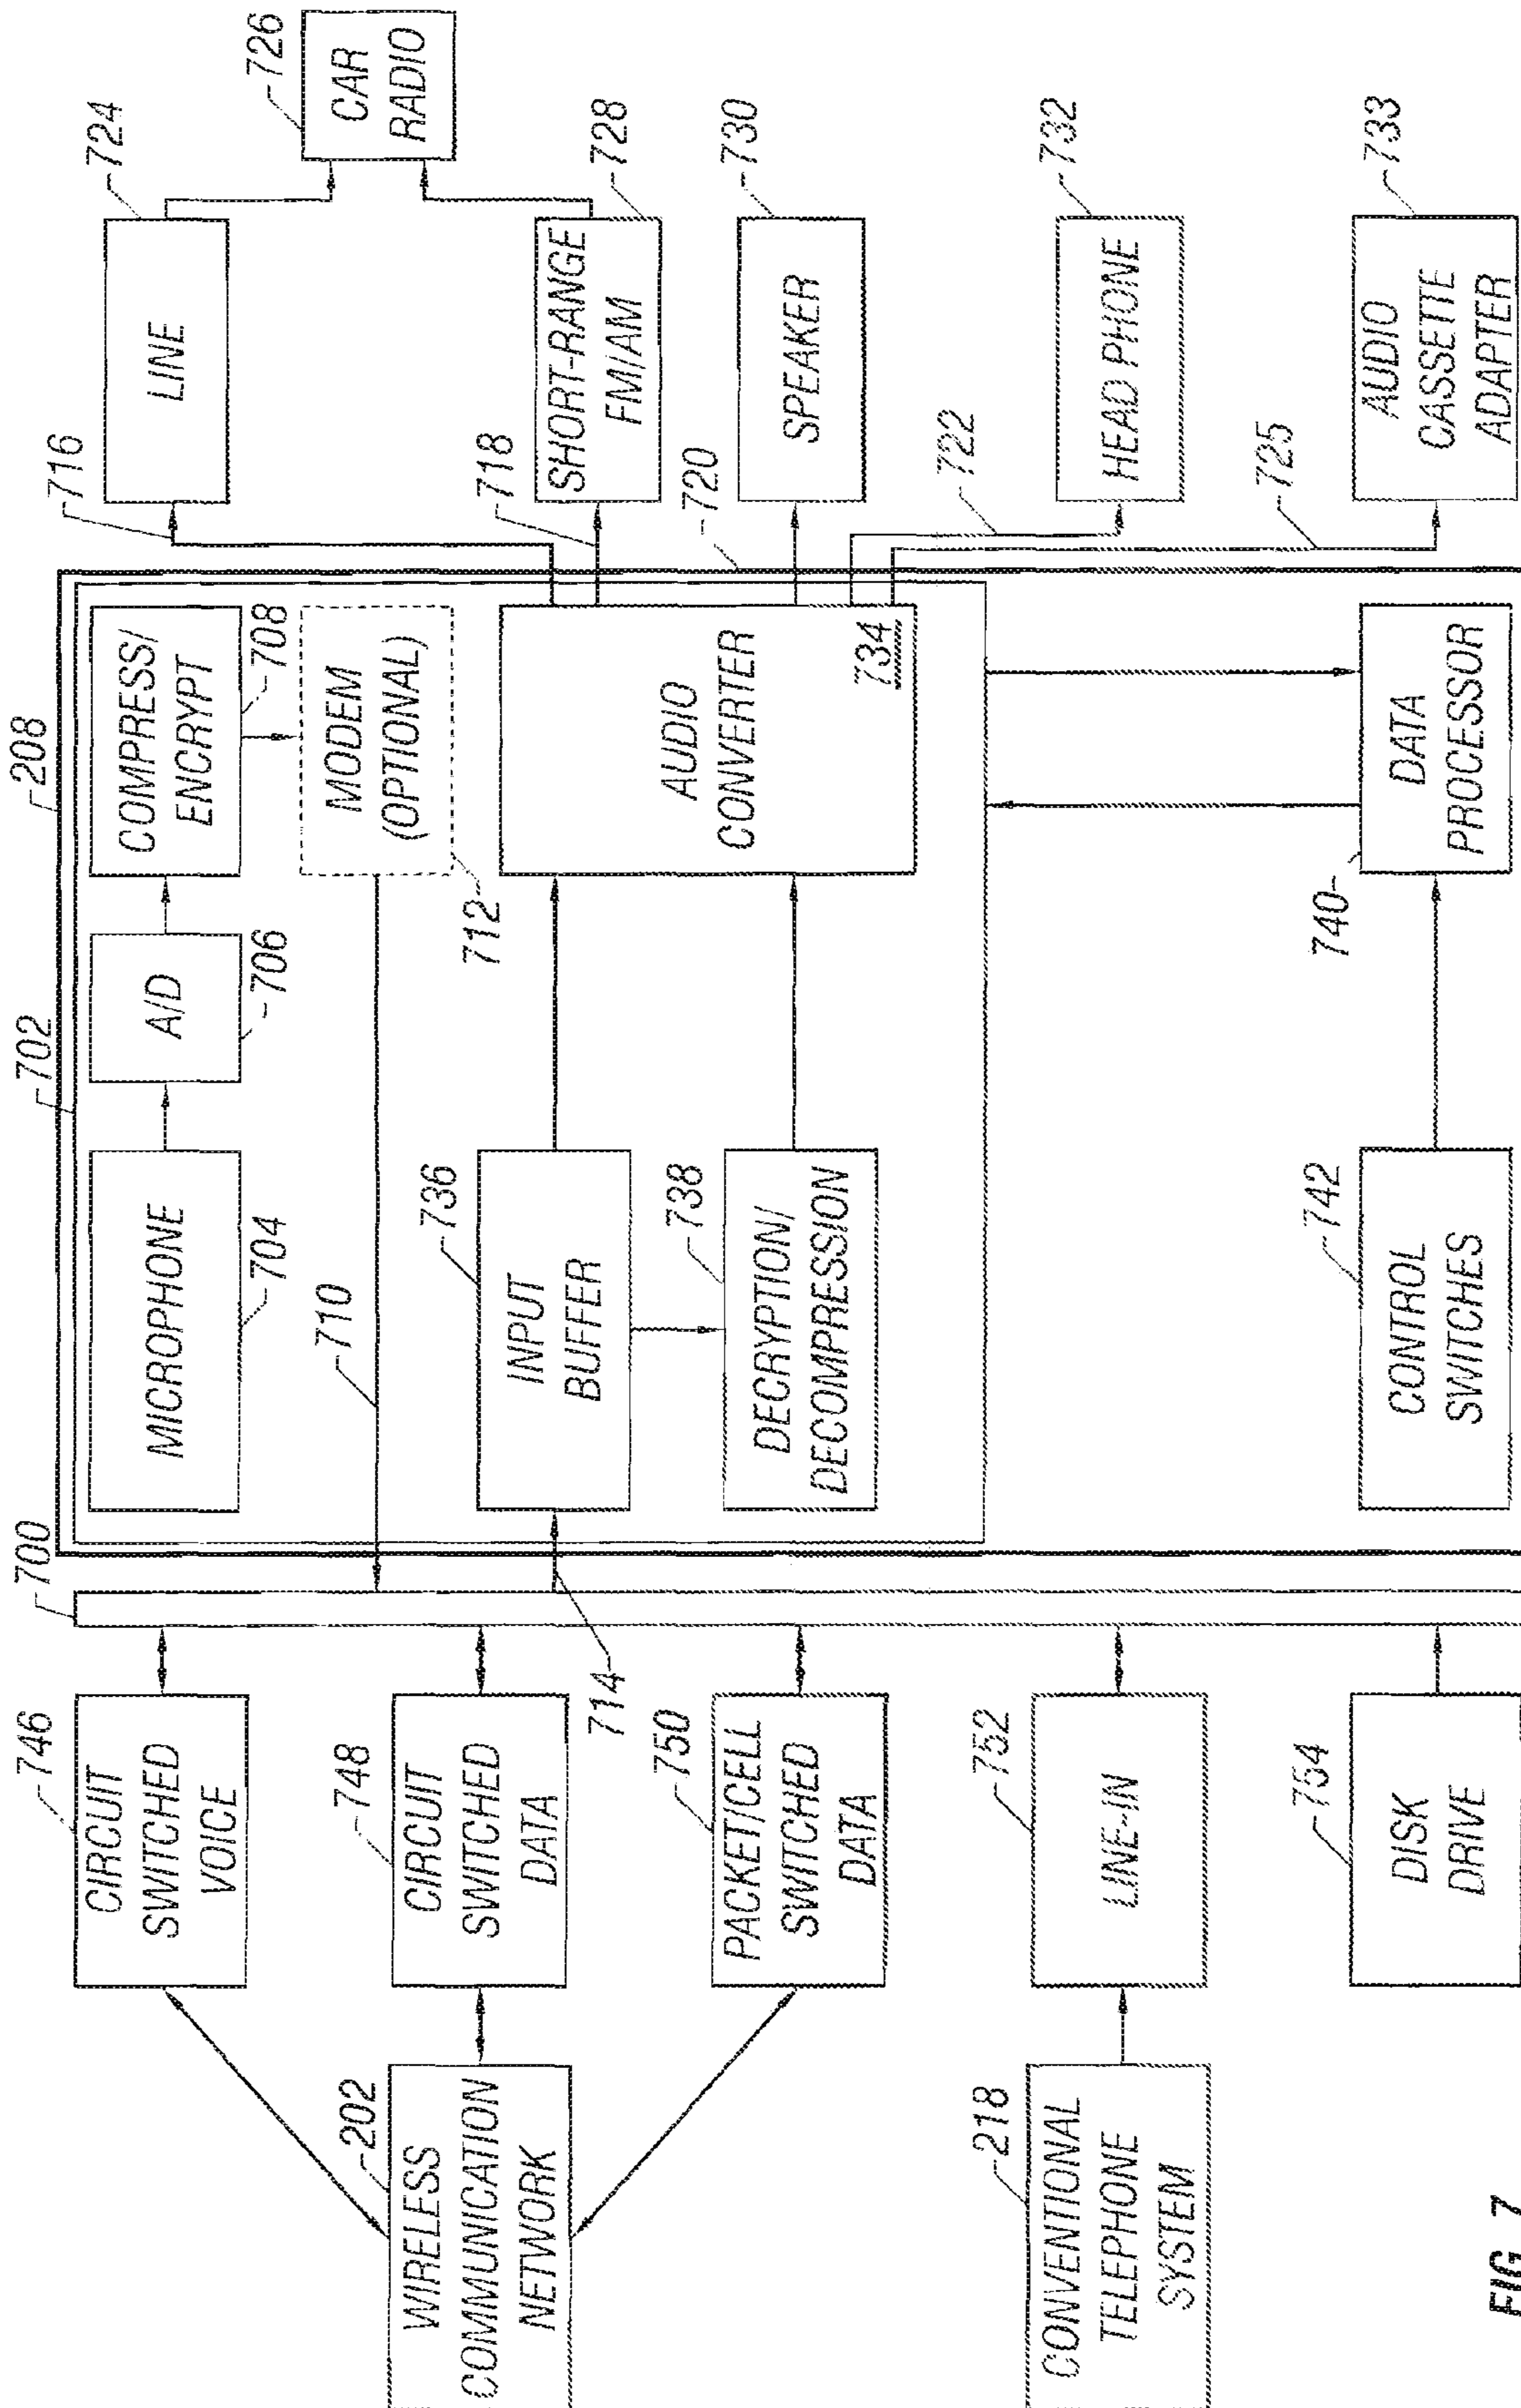 746
CIRCUIT
SWITCHED
VOICE
748
CIRCUIT
SWITCHED
DATA
750
PACKET/CELL
SWITCHED
DATA
752
LINE-IN
754
DISK
DRIVE
202
WIRELESS
COMMUNICATION
NETWORK
218
CONVENTIONAL
TELEPHONE
SYSTEM
700
714
710
702
208
MICROPHONE
704
A/D
706
COMPRESS/
ENCRYPT
708
MODEM
(OPTIONAL)
712
736
INPUT
BUFFER
738
DECRYPTION/
DECOMPRESSION
AUDIO
CONVERTER
734
742
CONTROL
SWITCHES
740
DATA
PROCESSOR
716
718
720
722
725
724
LINE
726
CAR
RADIO
728
SHORT-RANGE
FM/AM
730
SPEAKER
732
HEAD PHONE
733
AUDIO
CASSETTE
ADAPTER
FIG. 7